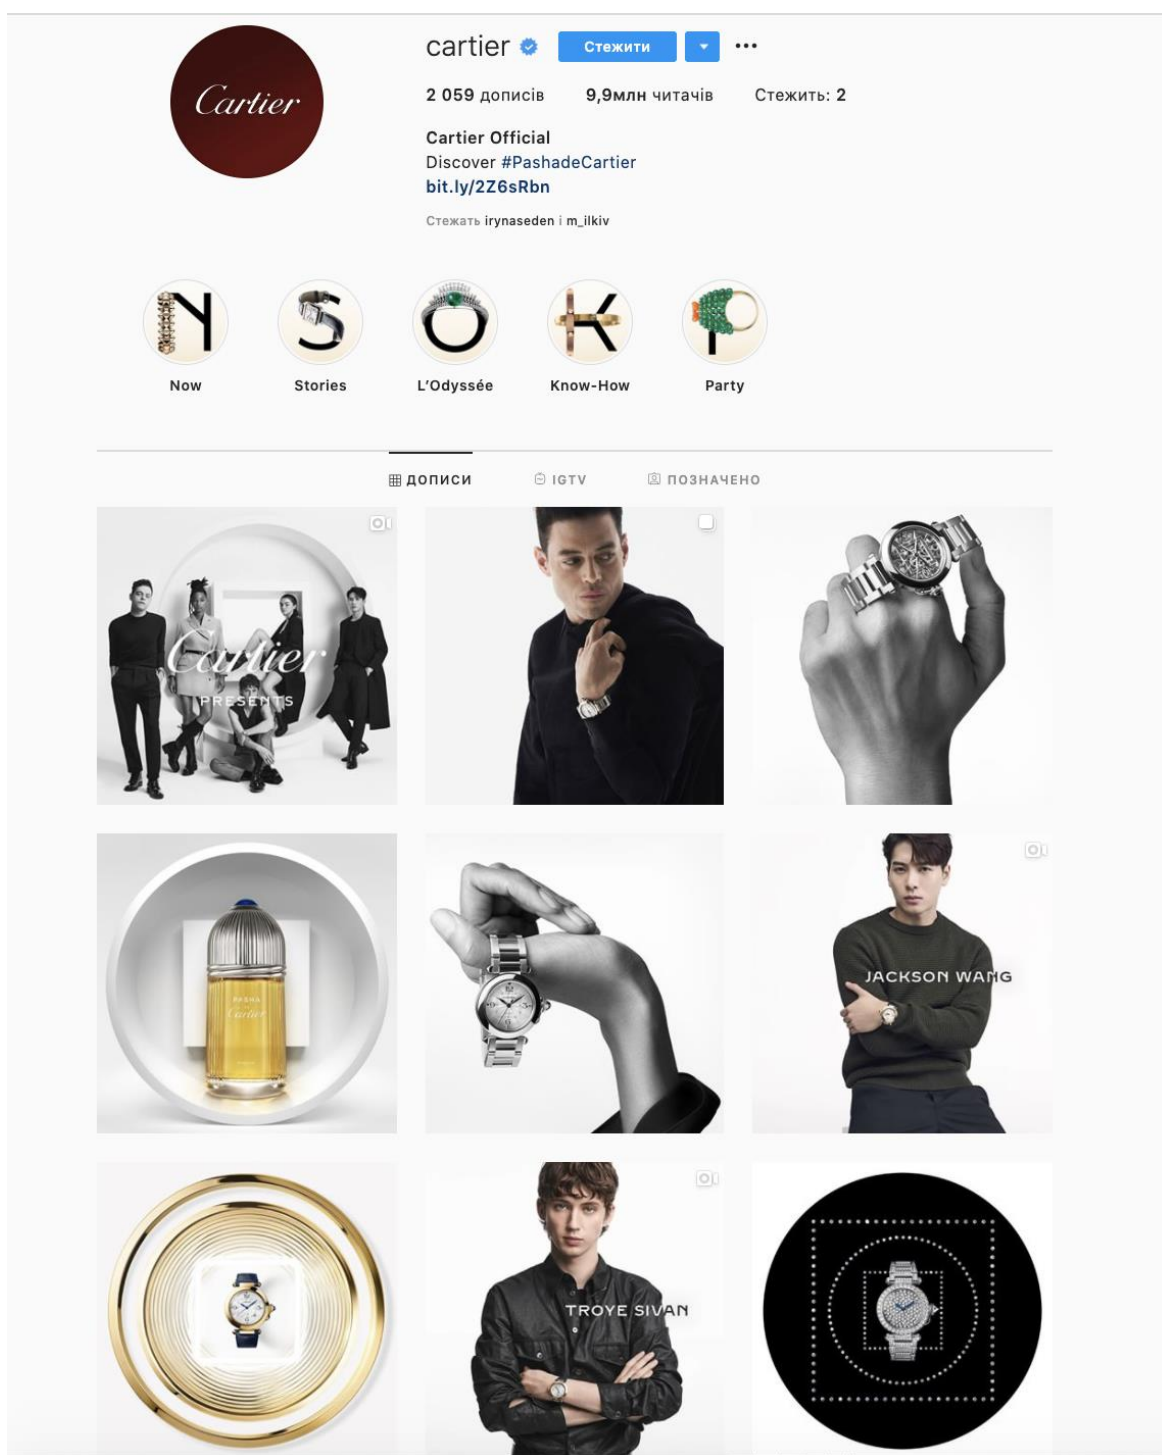 Cartier
cartier
Стежити
2 059 дописів 9,9млн читачів Стежить: 2
Cartier Official
Discover #PashadeCartier
bit.ly/2Z6sRbn
Стежать irynaseden і m_ilkiv
Now Stories L'Odyssée Know-How Party
ДОПИСИ IGTV ПОЗНАЧЕНО
Cartier
PRESENTS
PASHA
Cartier
JACKSON WANG
TROYE SIVAN